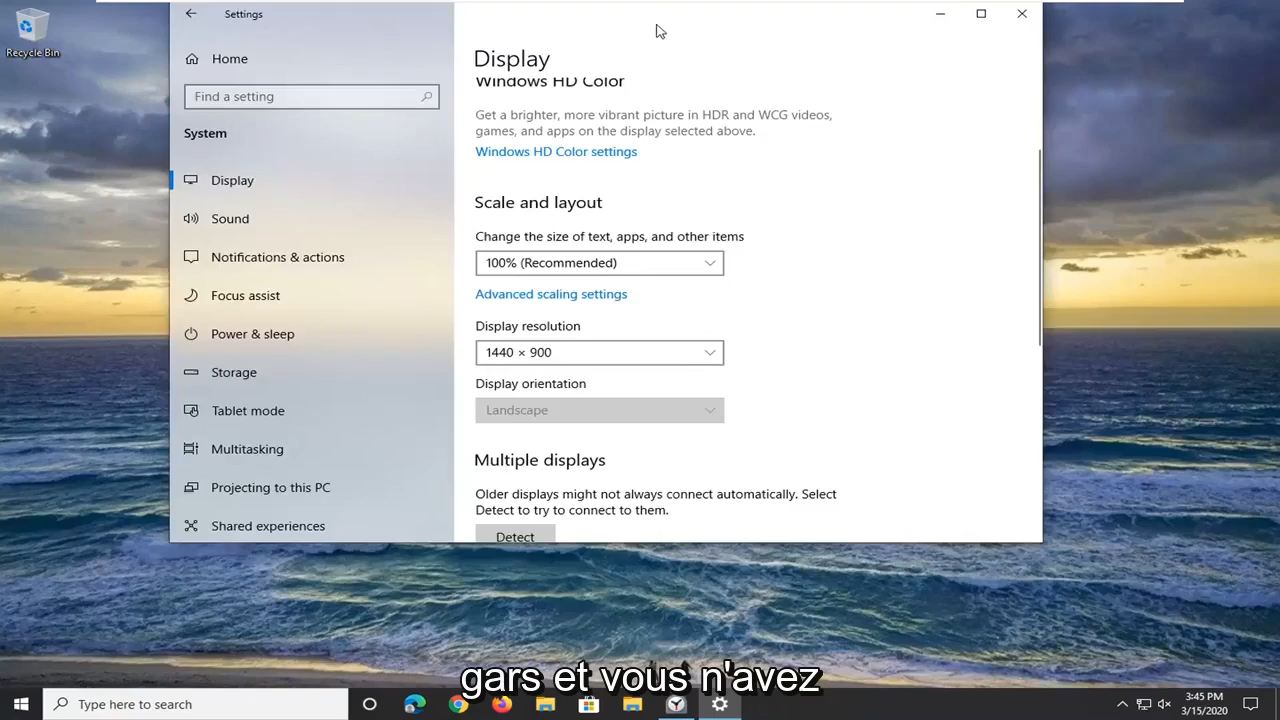 Settings
Recycle Bin
Home
Find a setting
System
Display
Sound
Notifications & actions
Focus assist
Power & sleep
Storage
Tablet mode
Multitasking
Projecting to this PC
Shared experiences
Display
Windows HD Color
Get a brighter, more vibrant picture in HDR and WCG videos,
games, and apps on the display selected above.
Windows HD Color settings
Scale and layout
Change the size of text, apps, and other items
100% (Recommended)
Advanced scaling settings
Display resolution
1440 × 900
Display orientation
Landscape
Multiple displays
Older displays might not always connect automatically. Select
Detect to try to connect to them.
Detect
gars et vous n'avez
Type here to search
3:45 PM
3/15/2020